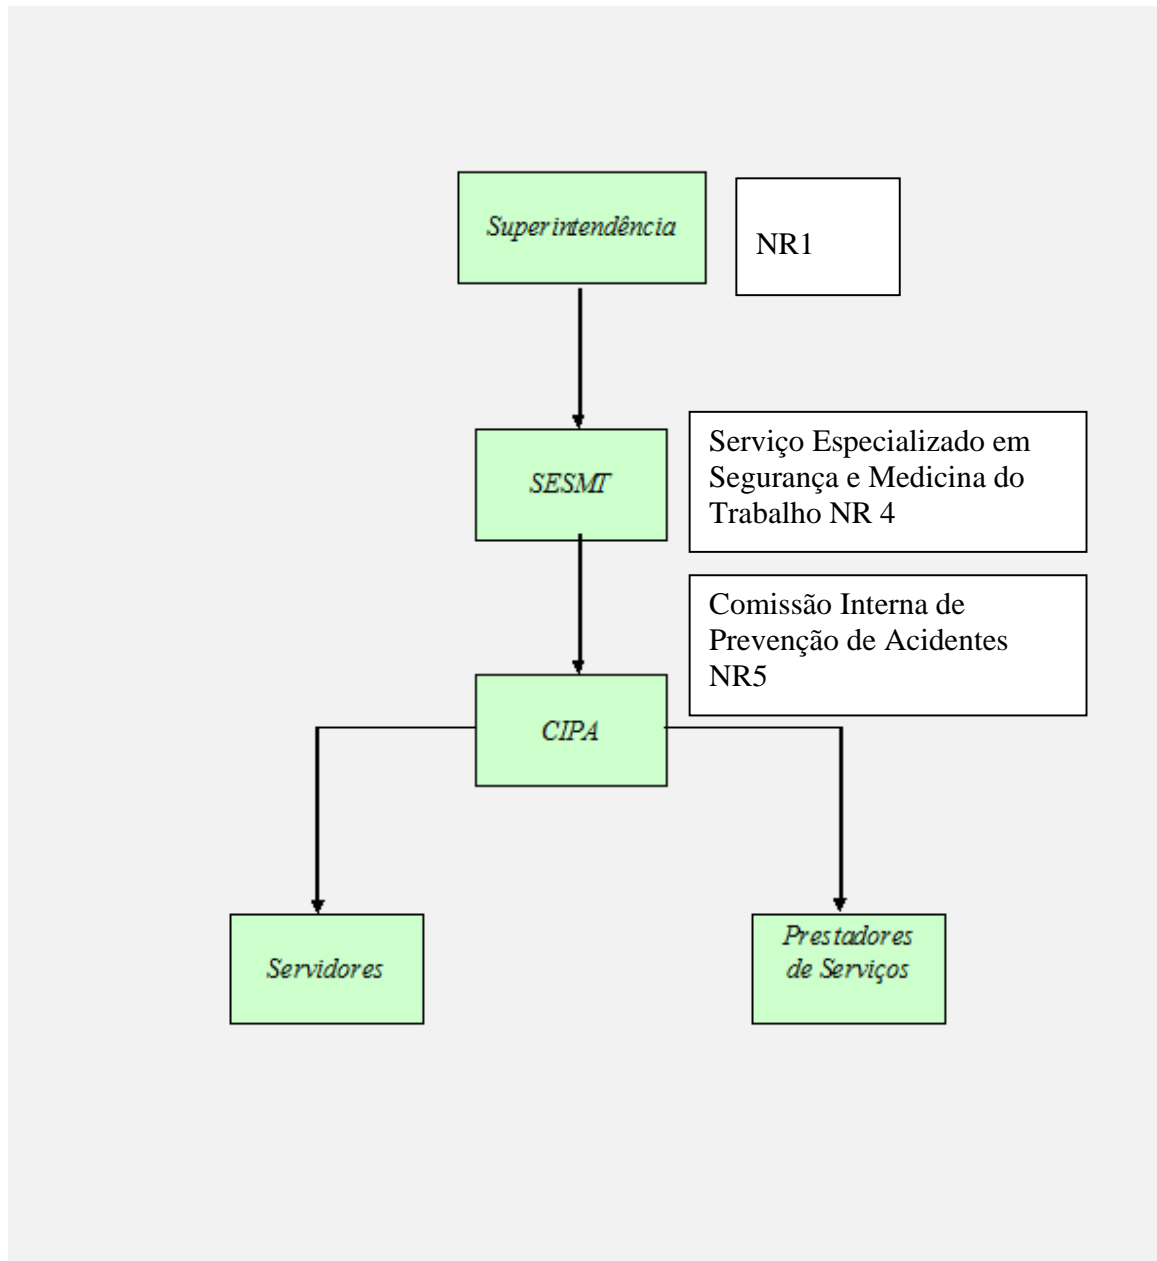 Superintendência
NR1
SESMT
Serviço Especializado em
Segurança e Medicina do
Trabalho NR 4
Comissão Interna de
Prevenção de Acidentes
NR5
CIPA
Servidores
Prestadores
de Serviços